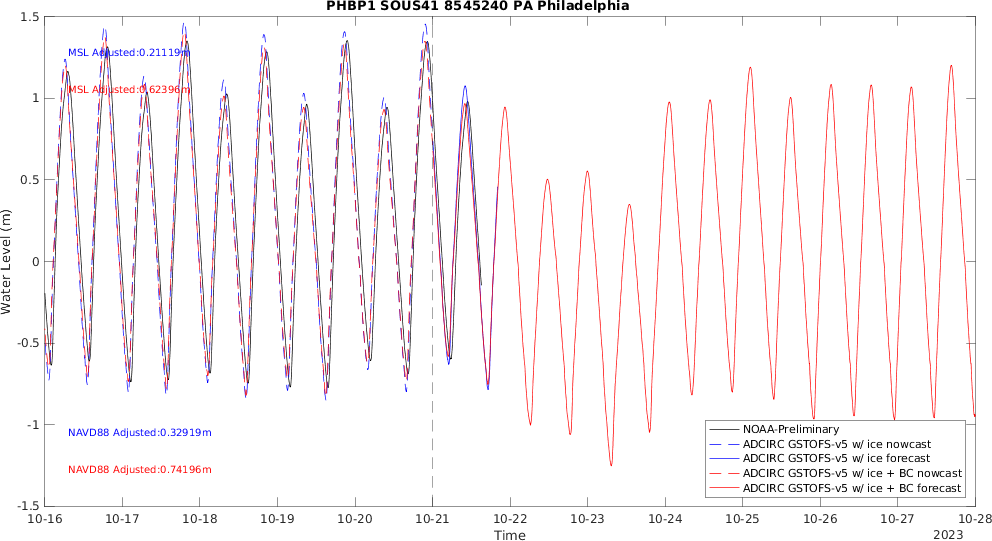 PHBP1 SOUS41 8545240 PA Philadelphia
1.5
1
0.5
0
-0.5
-1
-1.5
Water Level (m)
MSL Adjusted:0.21119m
MSL Adjusted:0.62396m
NAVD88 Adjusted:0.32919m
NAVD88 Adjusted:0.74196m
NOAA-Preliminary
ADCIRC GSTOFS-v5 w/ ice nowcast
ADCIRC GSTOFS-v5 w/ ice forecast
ADCIRC GSTOFS-v5 w/ ice + BC nowcast
ADCIRC GSTOFS-v5 w/ ice + BC forecast
10-16 10-17 10-18 10-19 10-20 10-21 10-22 10-23 10-24 10-25 10-26 10-27 10-28
Time
2023